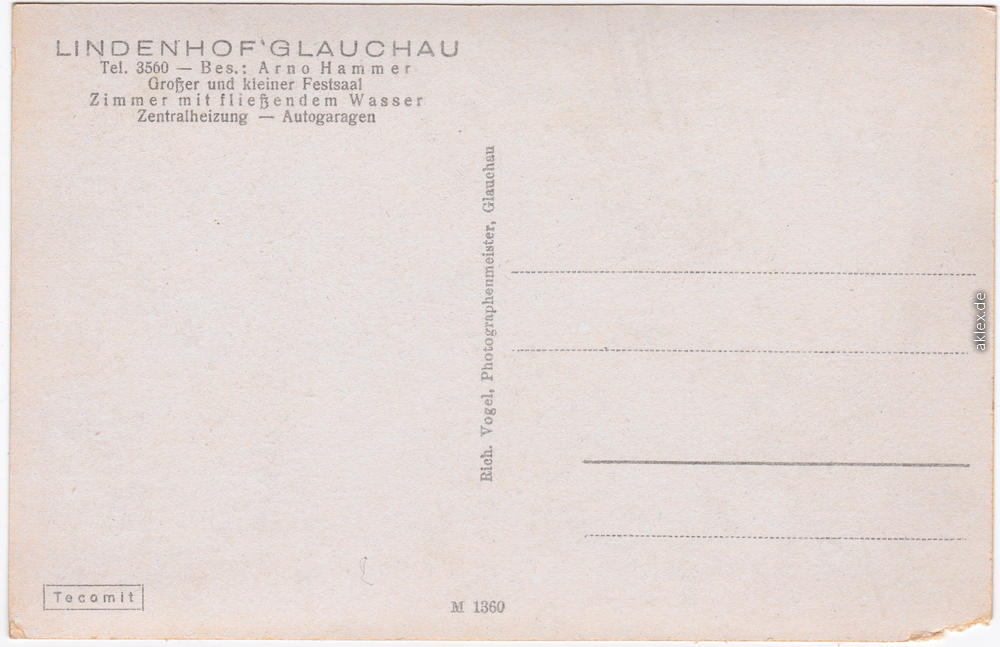 LINDENHOF GLAUCHAU
Tel. 3560 — Bes.: Arno Hammer
Großer und kleiner Festsaal
Zimmer mit fließendem Wasser
Zentralheizung — Autogaragen
Rich. Vogel, Photographenmeister, Glauchau
aklex.de
Tecomit
M 1360